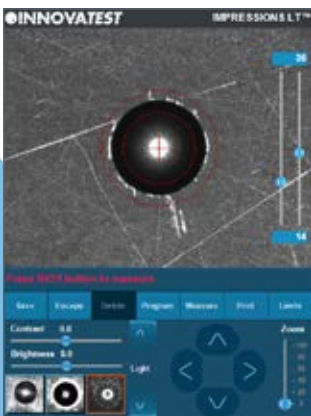 INNOVATEST IMPRESSIONS LT™
26
14
Press RIGHT button to measure
Save Escape Delete Program Measure Print Limits
Contrast 0.0
Brightness 0.0
Light
Zoom